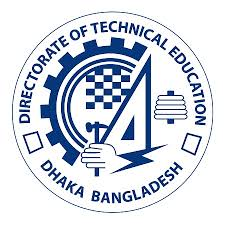 DIRECTORATE OF TECHNICAL EDUCATION
DHAKA BANGLADESH